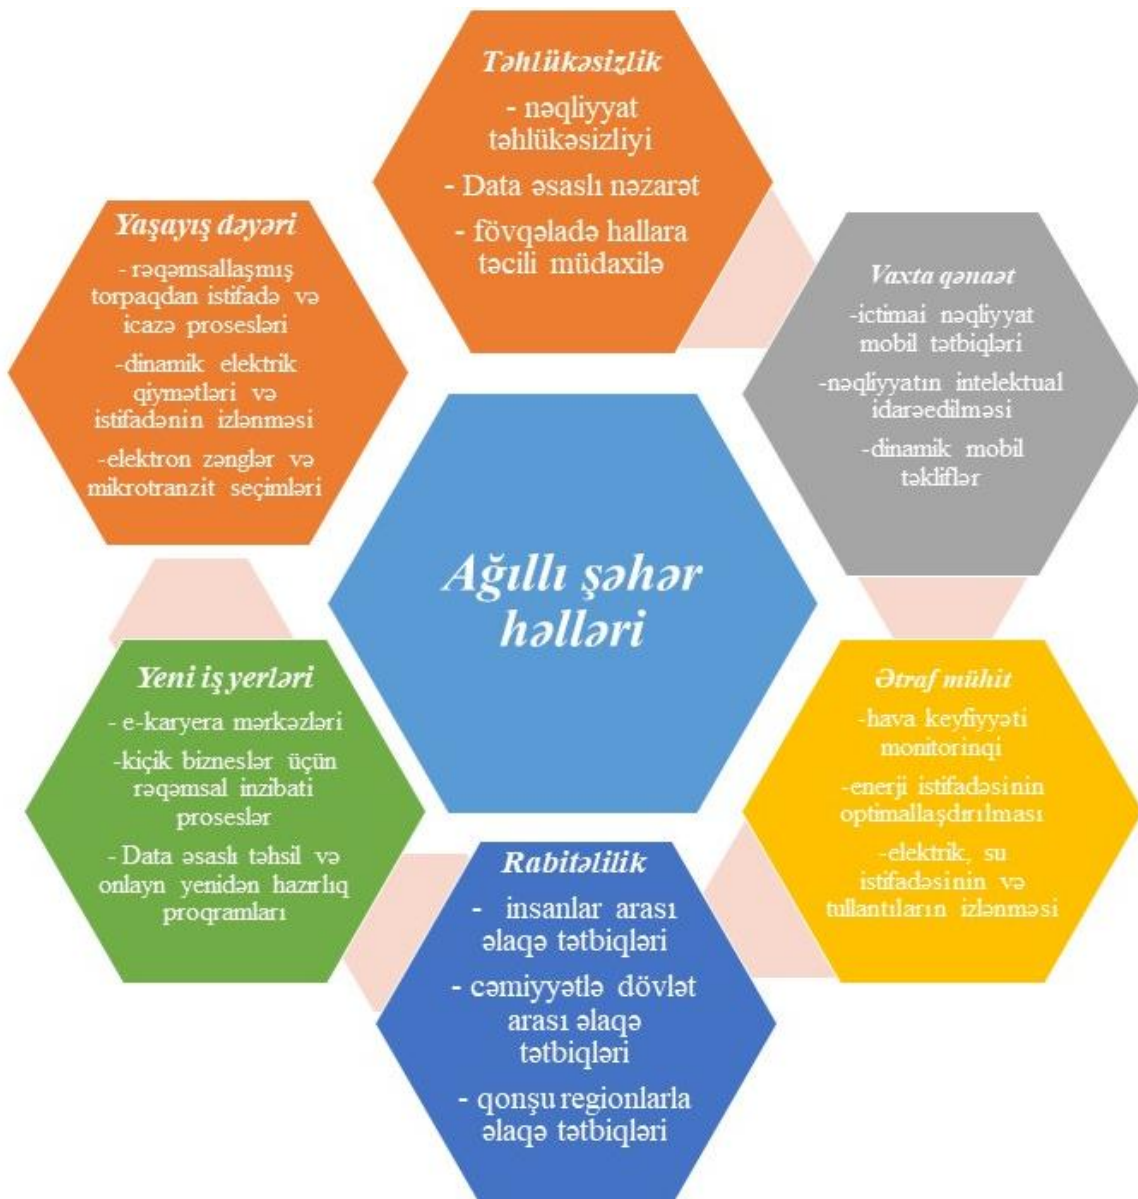 Təhlükəsizlik
- nəqliyyat
təhlükəsizliyi
- Data əsaslı nəzarət
- fövqəladə hallara
təcili müdaxilə
Vaxta qənaət
-ictimai nəqliyyat
mobil tətbiqləri
-nəqliyyatın intelektual
idarəedilməsi
-dinamik mobil
təkliflər
Ətraf mühit
-hava keyfiyyəti
monitorinqi
-enerji istifadəsinin
optimallaşdırılması
-elektrik, su
istifadəsinin və
tullantıların izlənməsi
Rabitəlilik
- insanlar arası
əlaqə tətbiqləri
- cəmiyyətlə dövlət
arası əlaqə
tətbiqləri
- qonşu regionlarla
əlaqə tətbiqləri
Yeni iş yerləri
- e-karyera mərkəzləri
-kiçik bizneslər üçün
rəqəmsal inzibati
proseslər
- Data əsaslı təhsil və
onlayn yenidən hazırlıq
proqramları
Yaşayış dəyəri
- rəqəmsallaşmış
torpaqdan istifadə və
icazə prosesləri
-dinamik elektrik
qiymətləri və
istifadənin izlənməsi
-elektron zənglər və
mikrotranzit seçimləri
Ağıllı şəhər
həlləri